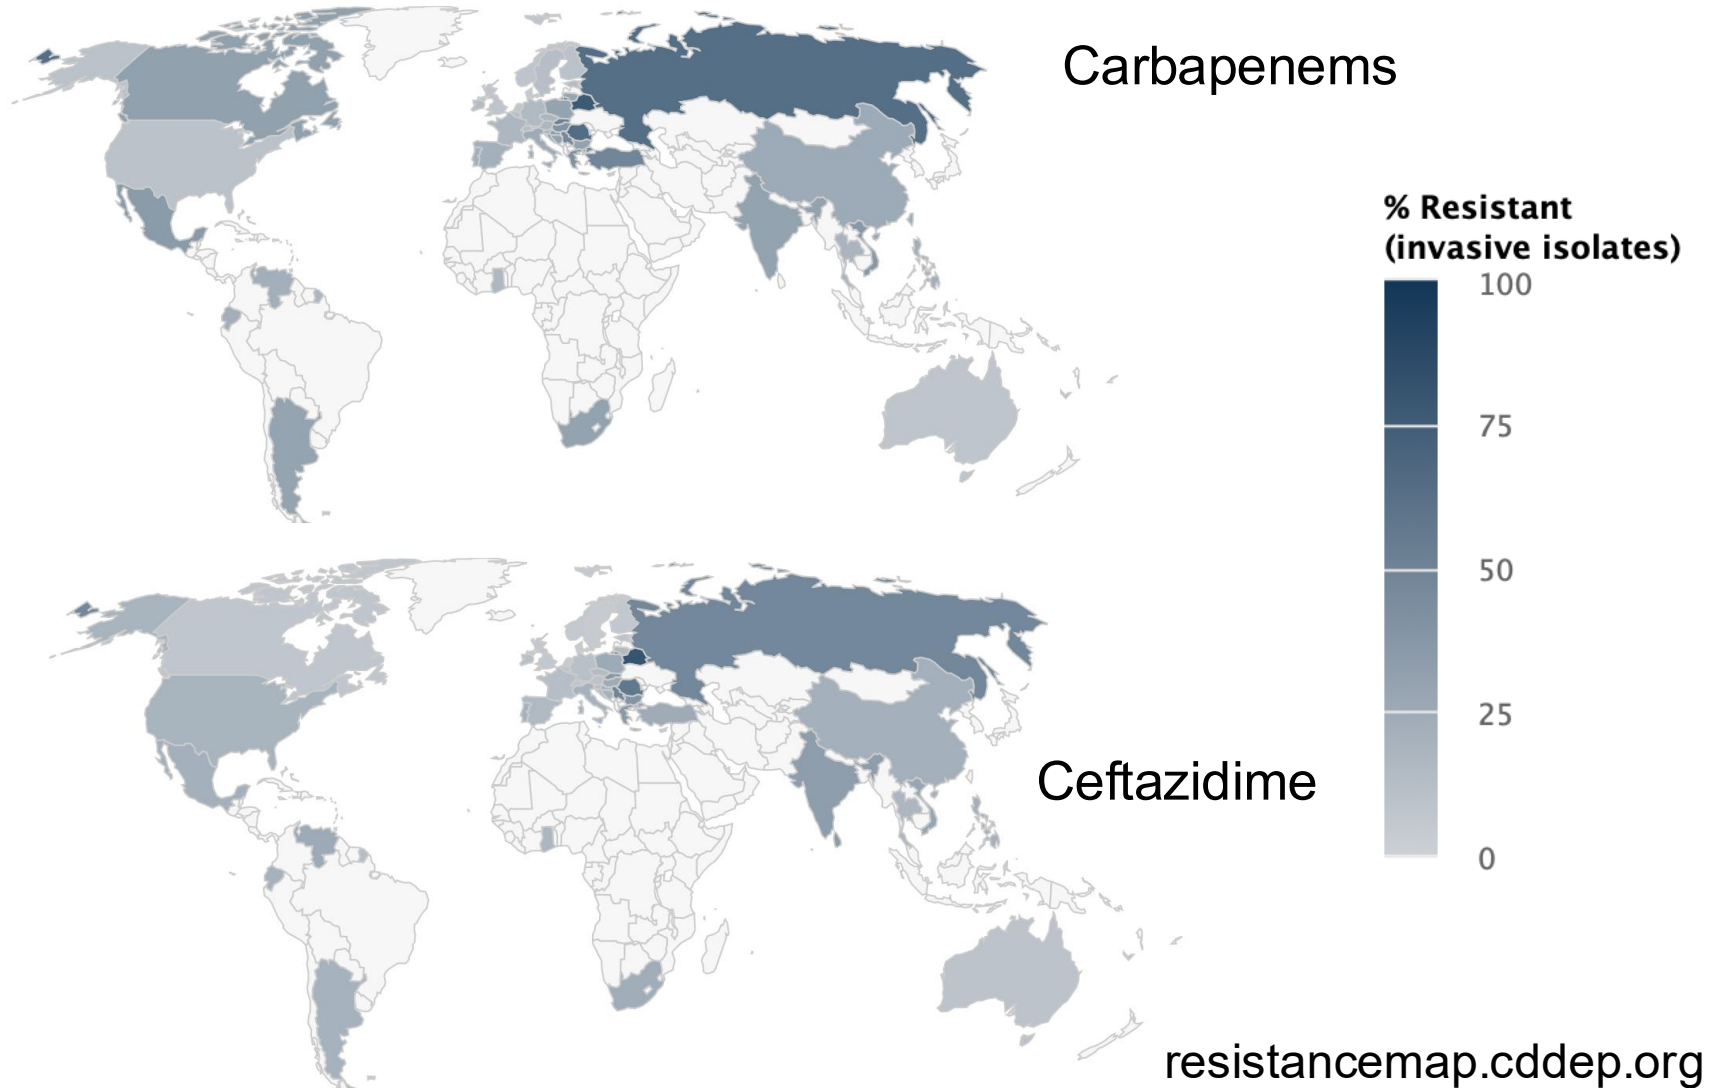 Carbapenems
% Resistant
(invasive isolates)
100
75
50
25
0
Ceftazidime
resistancemap.cddep.org